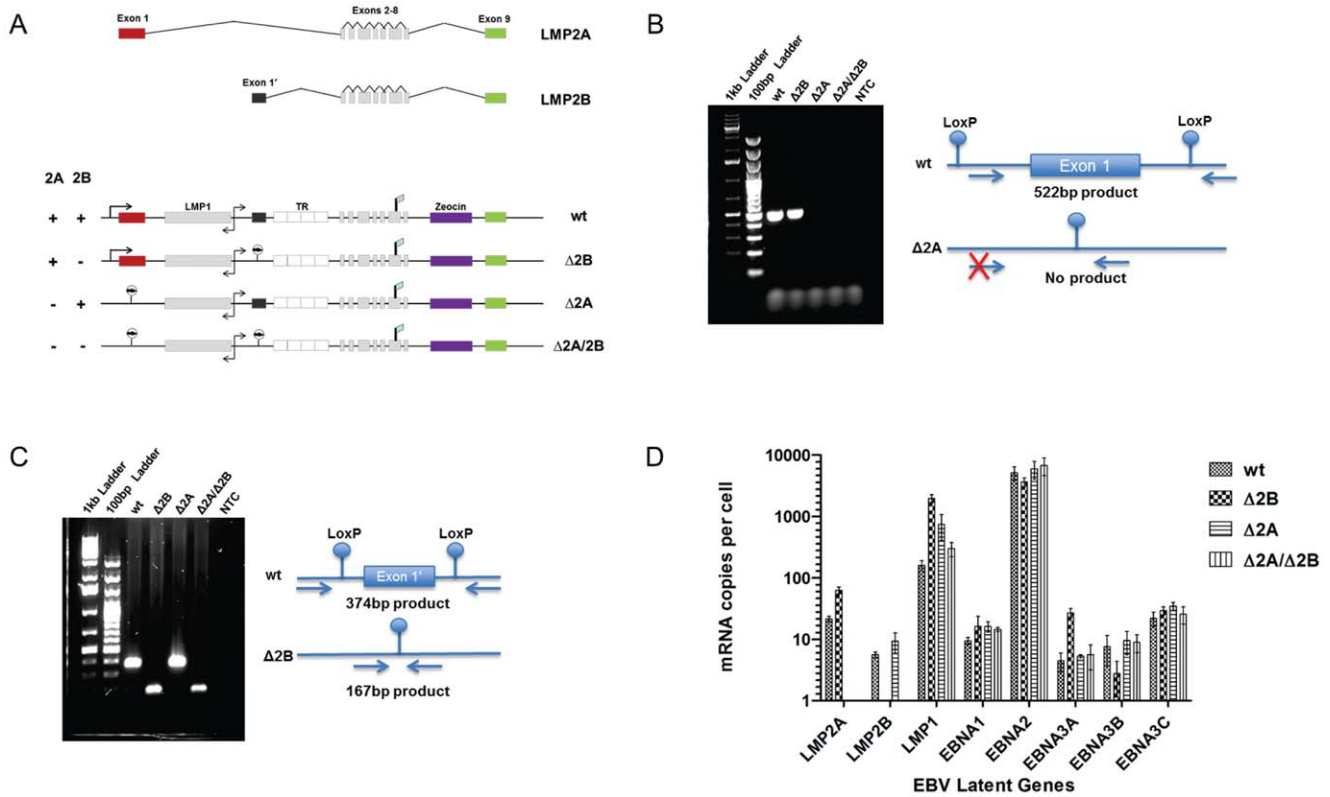 A
Exon 1
Exons 2-8
Exon 9
LMP2A
Exon 1'
LMP2B
2A 2B
LMP1
TR
Zeocin
+ + wt
+ - Δ2B
- + Δ2A
- - Δ2A/2B
B
1kb Ladder
100bp Ladder
wt
Δ2B
Δ2A
Δ2A/Δ2B
NTC
LoxP
LoxP
wt
Exon 1
522bp product
Δ2A
No product
C
1kb Ladder
100bp Ladder
wt
Δ2B
Δ2A
Δ2A/Δ2B
NTC
LoxP
LoxP
wt
Exon 1'
374bp product
Δ2B
167bp product
D
mRNA copies per cell
10000
1000
100
10
1
LMP2A
LMP2B
LMP1
EBNA1
EBNA2
EBNA3A
EBNA3B
EBNA3C
EBV Latent Genes
wt
Δ2B
Δ2A
Δ2A/Δ2B